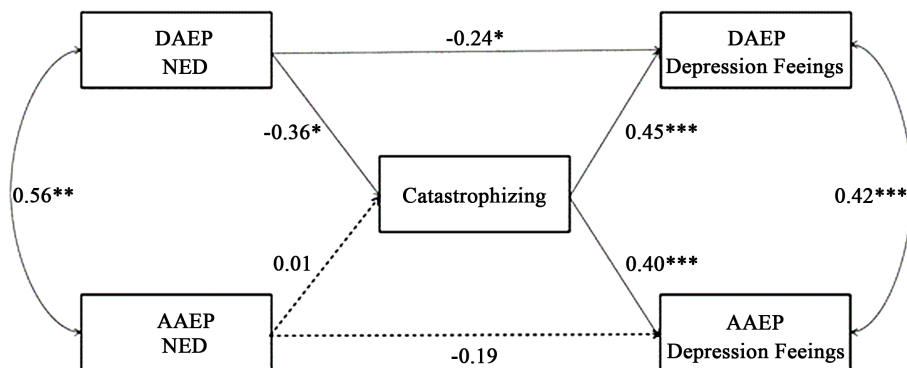 DAEP
NED
-0.24*
DAEP
Depression Feeings
-0.36*
0.45***
0.56**
Catastrophizing
0.42***
0.01
0.40***
AAEP
NED
-0.19
AAEP
Depression Feeings